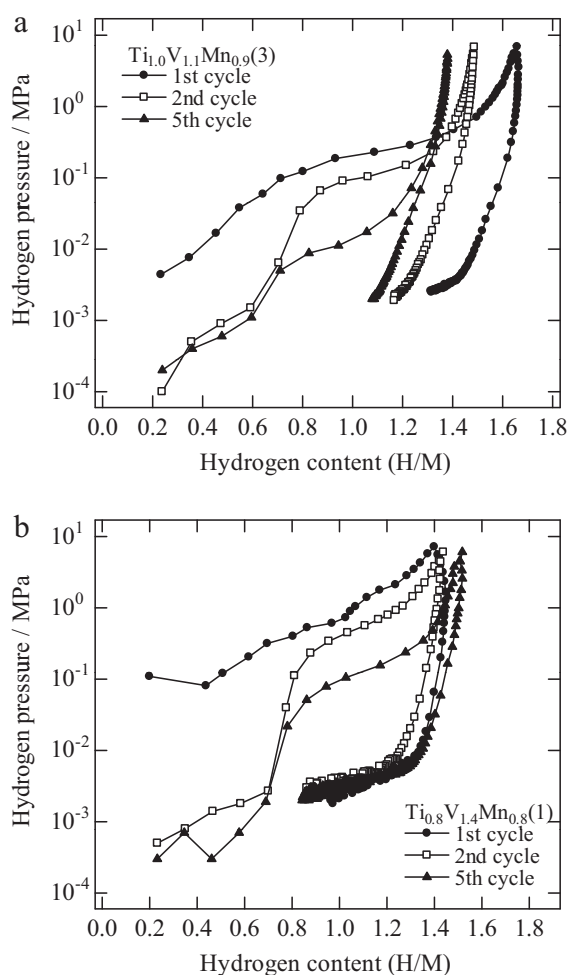 a
Ti1.0V1.1Mn0.9(3)
1st cycle
2nd cycle
5th cycle
Hydrogen pressure / MPa
10^1
10^0
10^-1
10^-2
10^-3
10^-4
0.0 0.2 0.4 0.6 0.8 1.0 1.2 1.4 1.6 1.8
Hydrogen content (H/M)
b
Hydrogen pressure / MPa
10^1
10^0
10^-1
10^-2
10^-3
10^-4
Ti0.8V1.4Mn0.8(1)
1st cycle
2nd cycle
5th cycle
0.0 0.2 0.4 0.6 0.8 1.0 1.2 1.4 1.6 1.8
Hydrogen content (H/M)